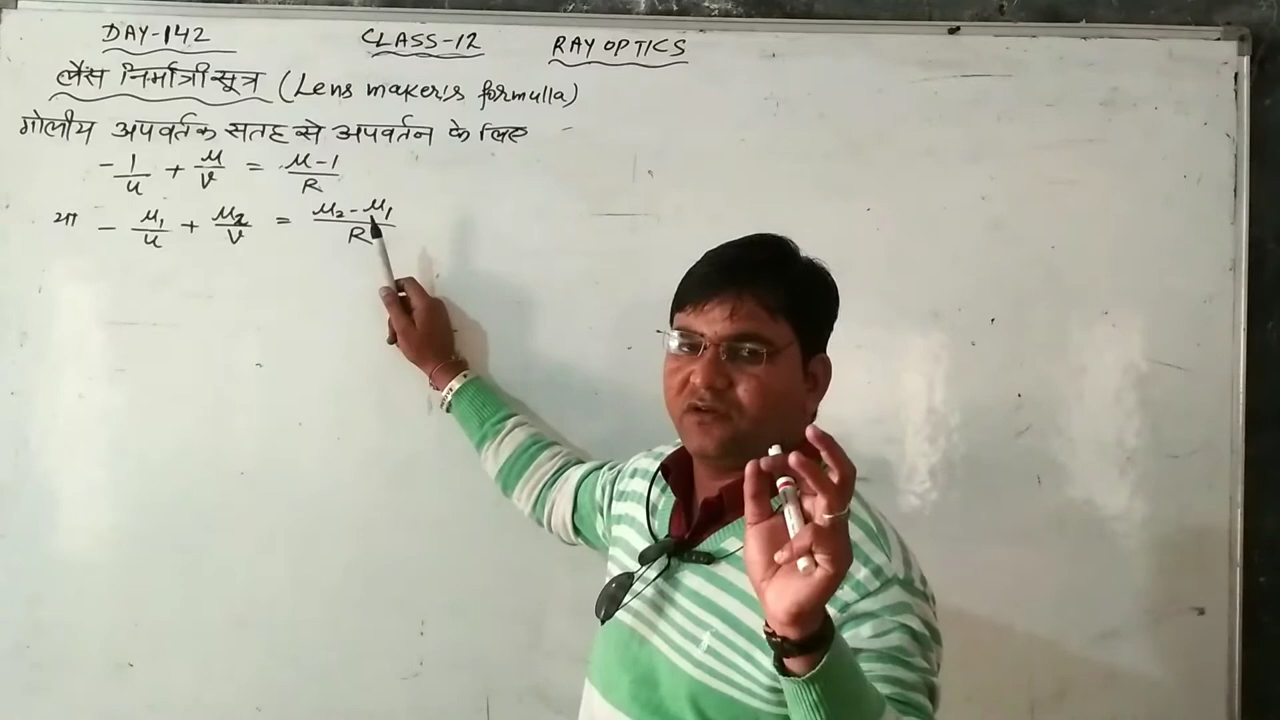 DAY-142 CLASS-12 RAY OPTICS
लैंस निर्मात्री सूत्र (Lens maker's formulla)
गोलीय अपवर्तक सतह से अपवर्तन के लिए
- 1/u + μ/v = μ-1/R
या - μ₁/u + μ₂/v = μ₂-μ₁/R